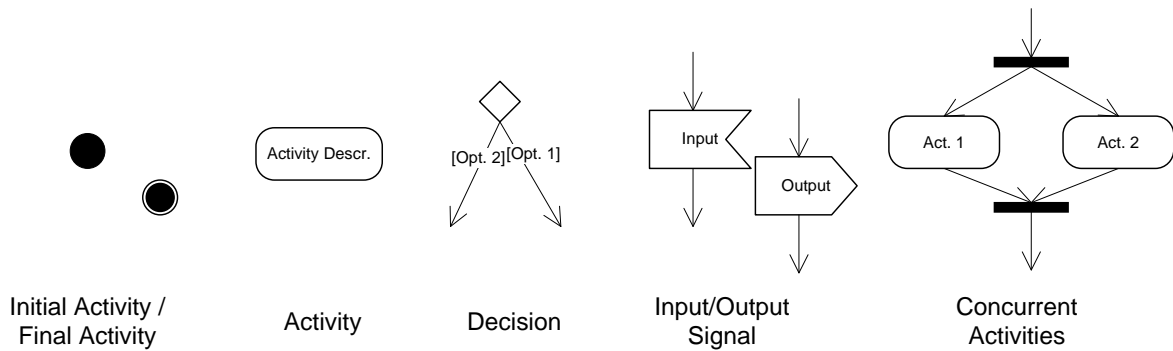 Activity Descr.
[Opt. 2]
[Opt. 1]
Input
Output
Act. 1
Act. 2
Initial Activity /
Final Activity
Activity
Decision
Input/Output
Signal
Concurrent
Activities